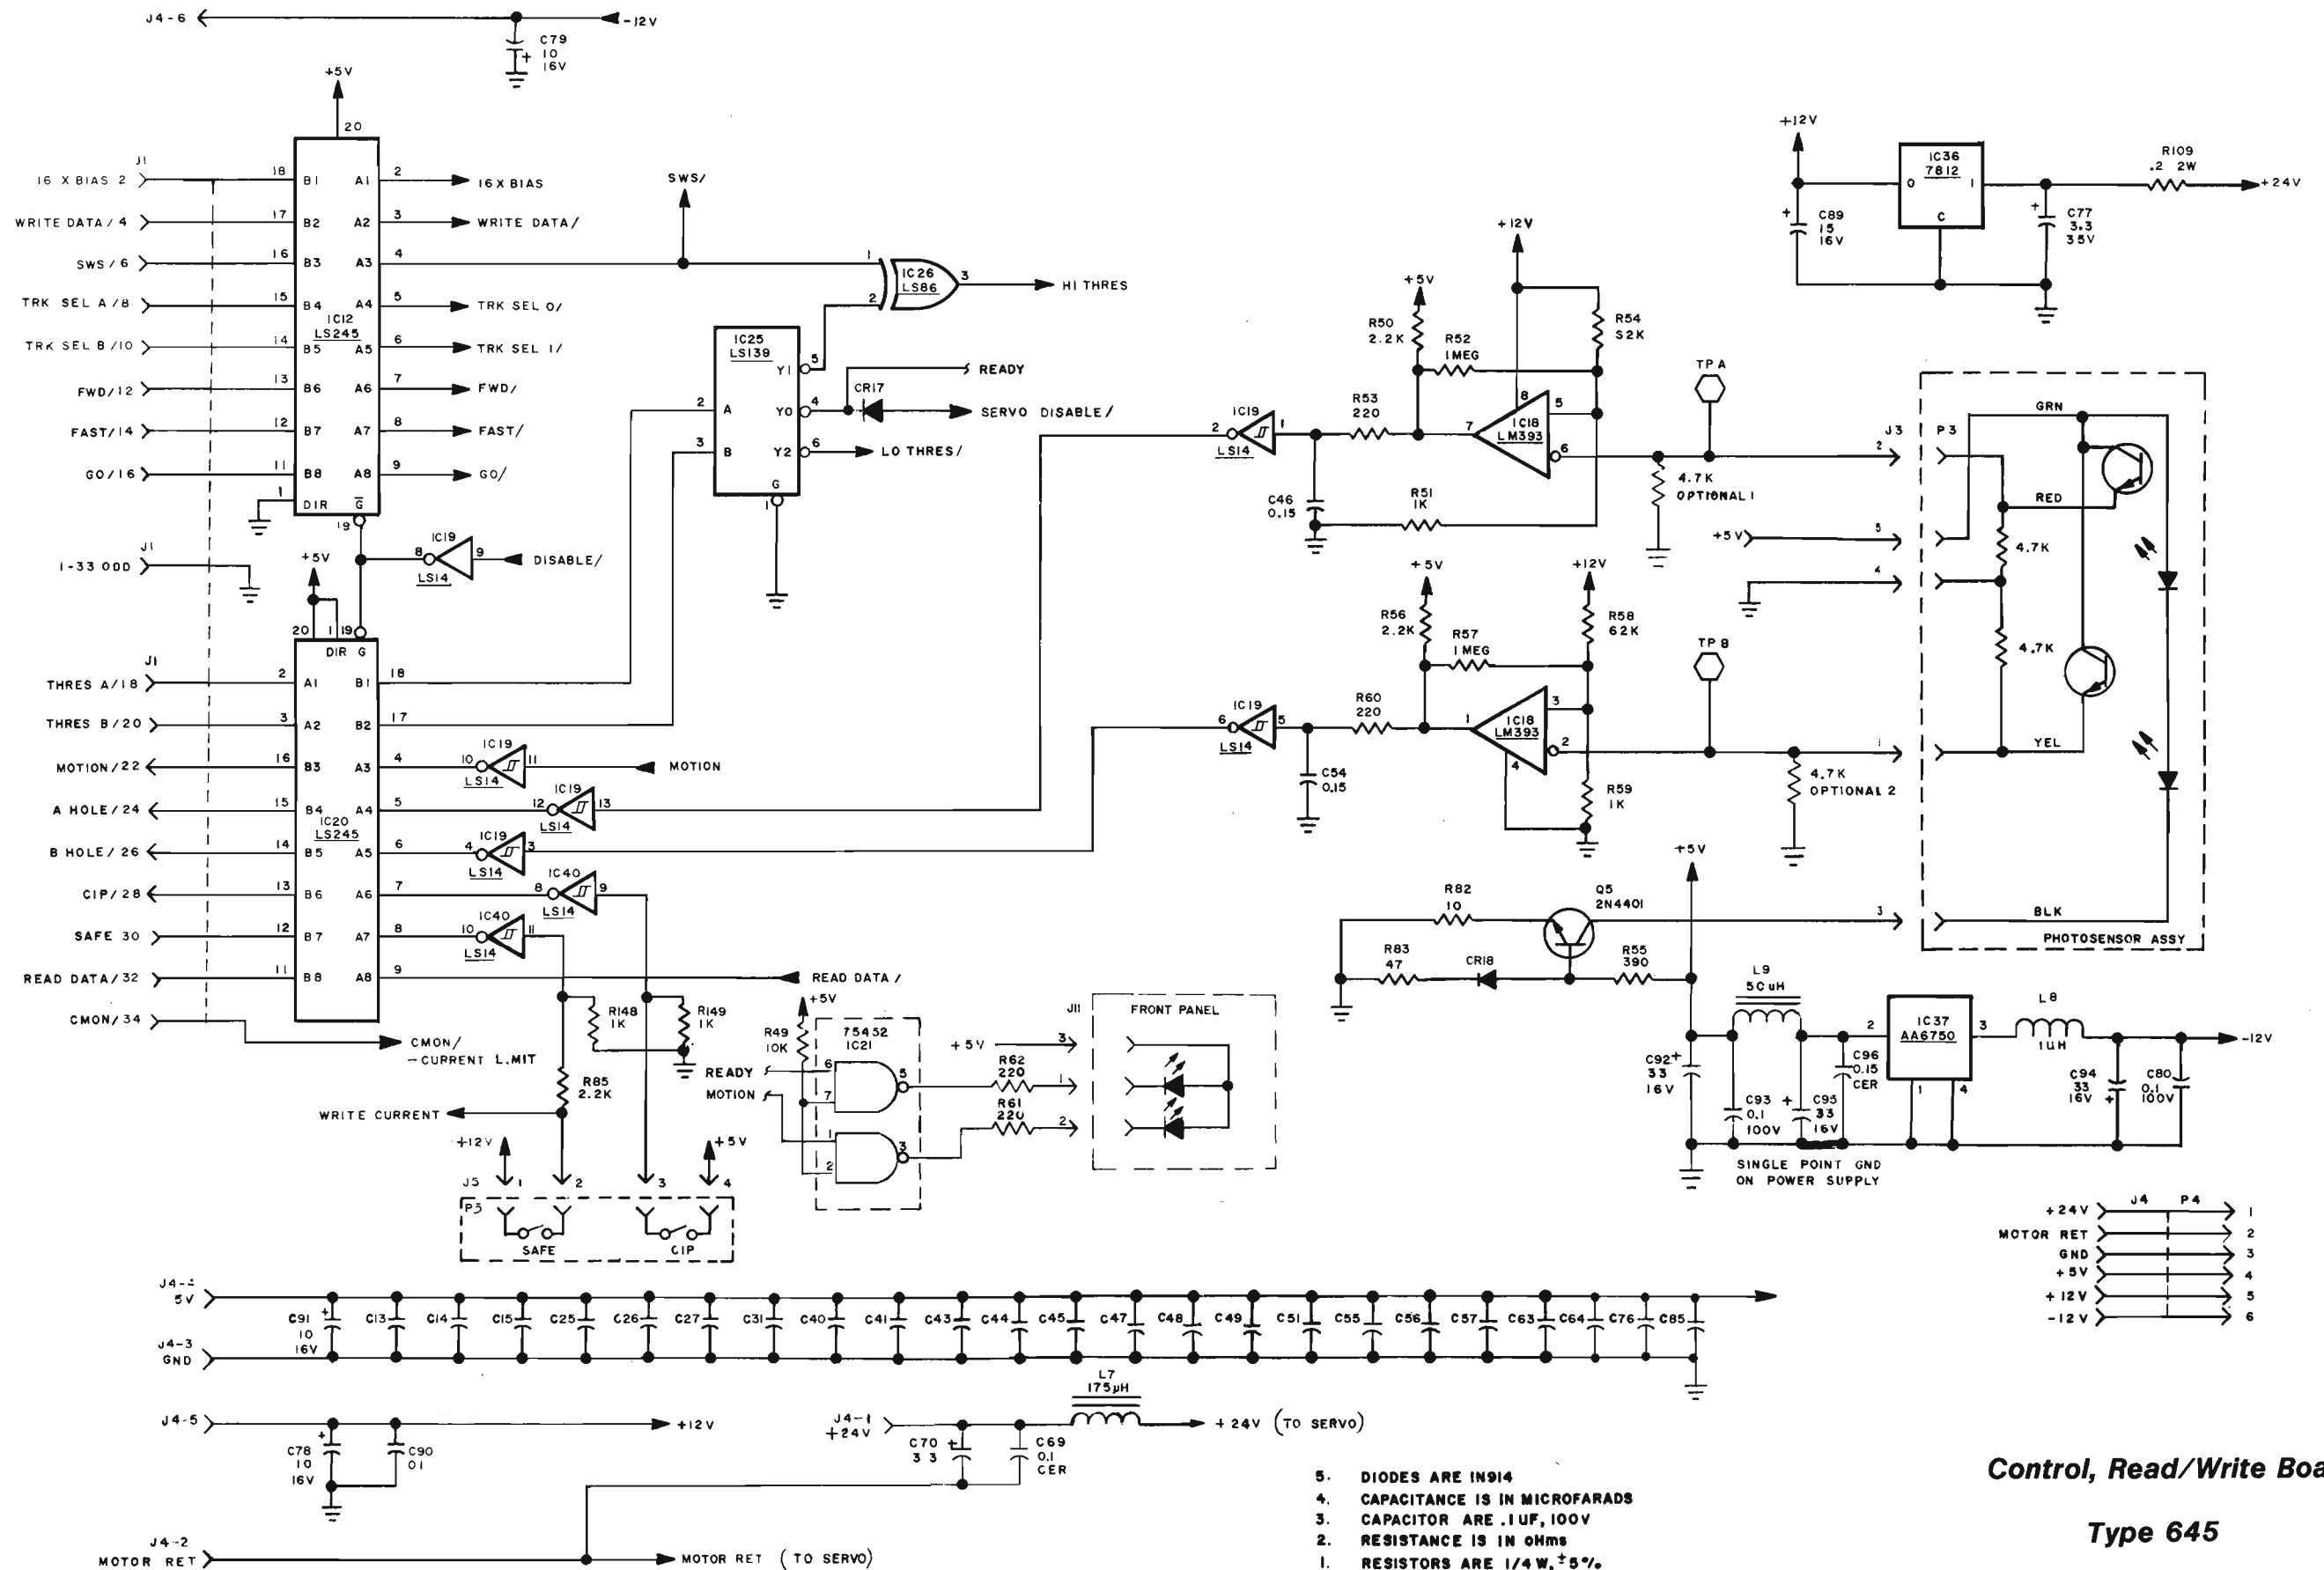 J4-6
-12V
C79
10
16V
+5V
20
J1
16 X BIAS 2
18
B1
A1
2
16X BIAS
WRITE DATA/ 4
17
B2
A2
3
WRITE DATA/
SWS/6
16
B3
A3
4
SWS/
TRK SEL A/8
15
B4
A4
5
TRK SEL 0/
IC12
LS245
TRK SEL B/10
14
B5
A5
6
TRK SEL 1/
FWD/12
13
B6
A6
7
FWD/
FAST/14
12
B7
A7
8
FAST/
GO/16
11
B8
A8
9
GO/
1
DIR
G
19
IC19
8
9
DISABLE/
LS14
J1
1-33 ODD
+5V
20
1
19
DIR G
J1
THRES A/18
2
A1
B1
18
THRES B/20
3
A2
B2
17
MOTION/22
16
B3
A3
4
10
IC19
11
LS14
MOTION
A HOLE/24
15
B4
A4
5
12
IC19
13
LS14
IC20
LS245
B HOLE/26
14
B5
A5
6
4
IC19
3
LS14
CIP/28
13
B6
A6
7
8
IC40
9
LS14
SAFE 30
12
B7
A7
8
10
IC40
11
LS14
READ DATA/32
11
B8
A8
9
READ DATA/
CMON/34
CMON/
-CURRENT L.MIT
R148
1K
R149
1K
R85
2.2K
WRITE CURRENT
+12V
+5V
J5
1
2
3
4
P3
SAFE
CIP
1
2
IC26
LS86
3
HI THRES
IC25
LS139
Y1
5
READY
2
A
Y0
4
CR17
SERVO DISABLE/
3
B
Y2
6
LO THRES/
G
1
+5V
R49
10K
75452
IC21
READY
6
7
5
MOTION
1
2
3
+5V
R62
220
R61
220
J11
3
1
2
FRONT PANEL
+12V
+5V
R50
2.2K
R52
1MEG
R54
S2K
R53
220
IC19
2
1
LS14
7
8
5
IC18
LM393
6
C46
0.15
R51
1K
TP A
4.7K
OPTIONAL 1
+5V
+12V
R56
2.2K
R57
1 MEG
R58
62K
R60
220
IC19
6
5
LS14
1
3
IC18
LM393
2
4
C54
0.15
R59
1K
TP B
4.7K
OPTIONAL 2
+12V
IC36
7812
O
I
C
C89
15
16V
C77
3.3
35V
R109
.2 2W
+24V
J3
P3
GRN
2
RED
+5V
5
4.7K
4
4.7K
1
YEL
3
BLK
PHOTOSENSOR ASSY
R82
10
Q5
2N4401
R83
47
CR18
R55
390
+5V
L9
50uH
IC37
AA6750
2
3
1
4
L8
1UH
-12V
C92
33
16V
C93
0.1
100V
C95
33
16V
C96
0.15
CER
C94
33
16V
C80
0.1
100V
SINGLE POINT GND
ON POWER SUPPLY
J4
P4
+24V
1
MOTOR RET
2
GND
3
+5V
4
+12V
5
-12V
6
J4-4
5V
C91
10
16V
C13
C14
C15
C25
C26
C27
C31
C40
C41
C43
C44
C45
C47
C48
C49
C51
C55
C56
C57
C63
C64
C76
C85
J4-3
GND
J4-5
+12V
C78
10
16V
C90
01
J4-1
+24V
C70
3 3
C69
0.1
CER
L7
175µH
+ 24V (TO SERVO)
J4-2
MOTOR RET
MOTOR RET (TO SERVO)
5. DIODES ARE IN914
4. CAPACITANCE IS IN MICROFARADS
3. CAPACITOR ARE .1UF, 100V
2. RESISTANCE IS IN OHms
1. RESISTORS ARE 1/4 W, ±5%
Control, Read/Write Boa
Type 645